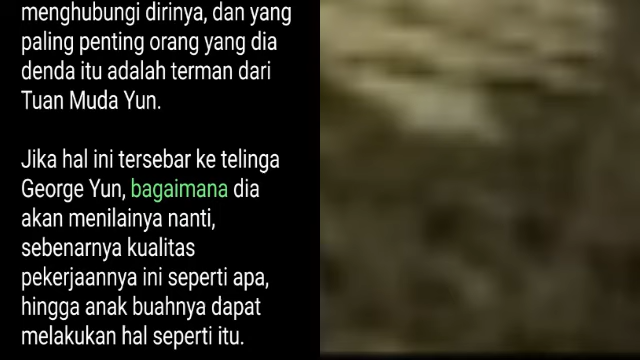 menghubungi dirinya, dan yang
paling penting orang yang dia
denda itu adalah terman dari
Tuan Muda Yun.
Jika hal ini tersebar ke telinga
George Yun, bagaimana dia
akan menilainya nanti,
sebenarnya kualitas
pekerjaannya ini seperti apa,
hingga anak buahnya dapat
melakukan hal seperti itu.